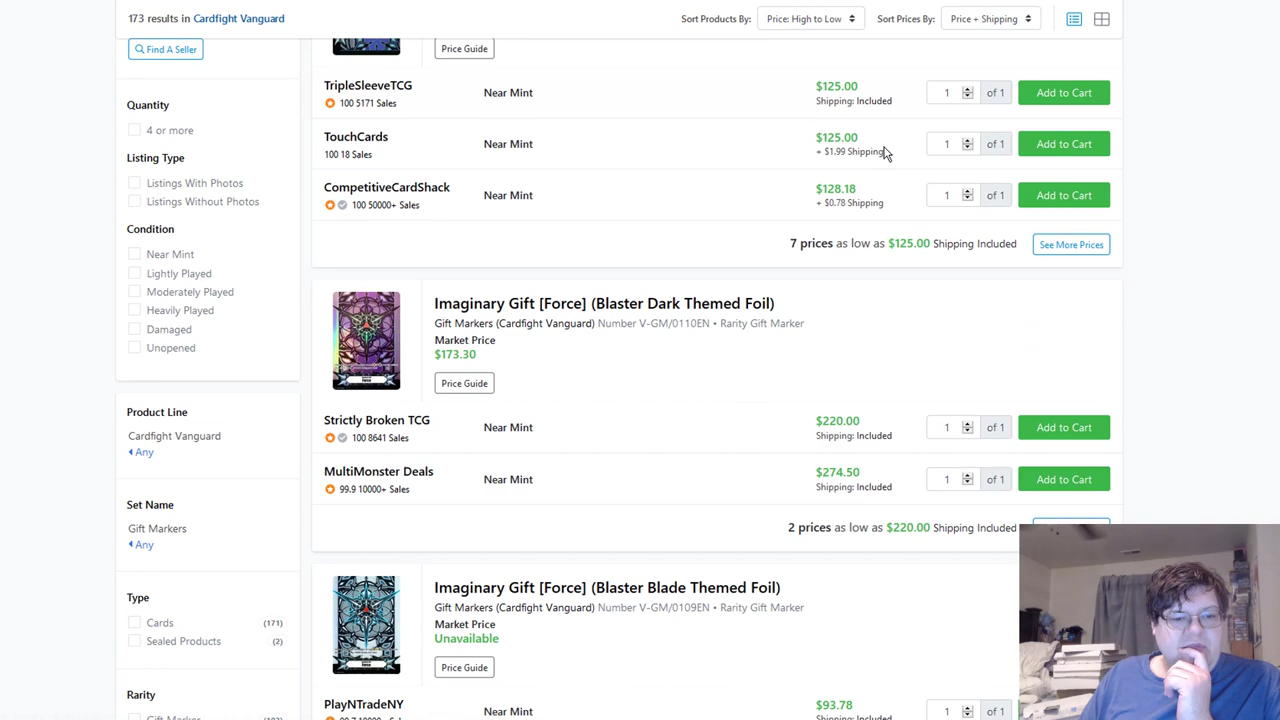 173 results in Cardfight Vanguard
Sort Products By: Price: High to Low Sort Prices By: Price + Shipping
Find A Seller
Quantity
4 or more
Listing Type
Listings With Photos
Listings Without Photos
Condition
Near Mint
Lightly Played
Moderately Played
Heavily Played
Damaged
Unopened
Product Line
Cardfight Vanguard
Any
Set Name
Gift Markers
Any
Type
Cards (171)
Sealed Products (2)
Rarity
Price Guide
TripleSleeveTCG
100 5171 Sales
Near Mint
$125.00
Shipping: Included
1 of 1 Add to Cart
TouchCards
100 18 Sales
Near Mint
$125.00
+ $1.99 Shipping
1 of 1 Add to Cart
CompetitiveCardShack
100 50000+ Sales
Near Mint
$128.18
+ $0.78 Shipping
1 of 1 Add to Cart
7 prices as low as $125.00 Shipping Included See More Prices
Imaginary Gift [Force] (Blaster Dark Themed Foil)
Gift Markers (Cardfight Vanguard) Number V-GM/0110EN • Rarity Gift Marker
Market Price
$173.30
Price Guide
Strictly Broken TCG
100 8641 Sales
Near Mint
$220.00
Shipping: Included
1 of 1 Add to Cart
MultiMonster Deals
99.9 10000+ Sales
Near Mint
$274.50
Shipping: Included
1 of 1 Add to Cart
2 prices as low as $220.00 Shipping Included
Imaginary Gift [Force] (Blaster Blade Themed Foil)
Gift Markers (Cardfight Vanguard) Number V-GM/0109EN • Rarity Gift Marker
Market Price
Unavailable
Price Guide
PlayNTradeNY
Near Mint
$93.78
1